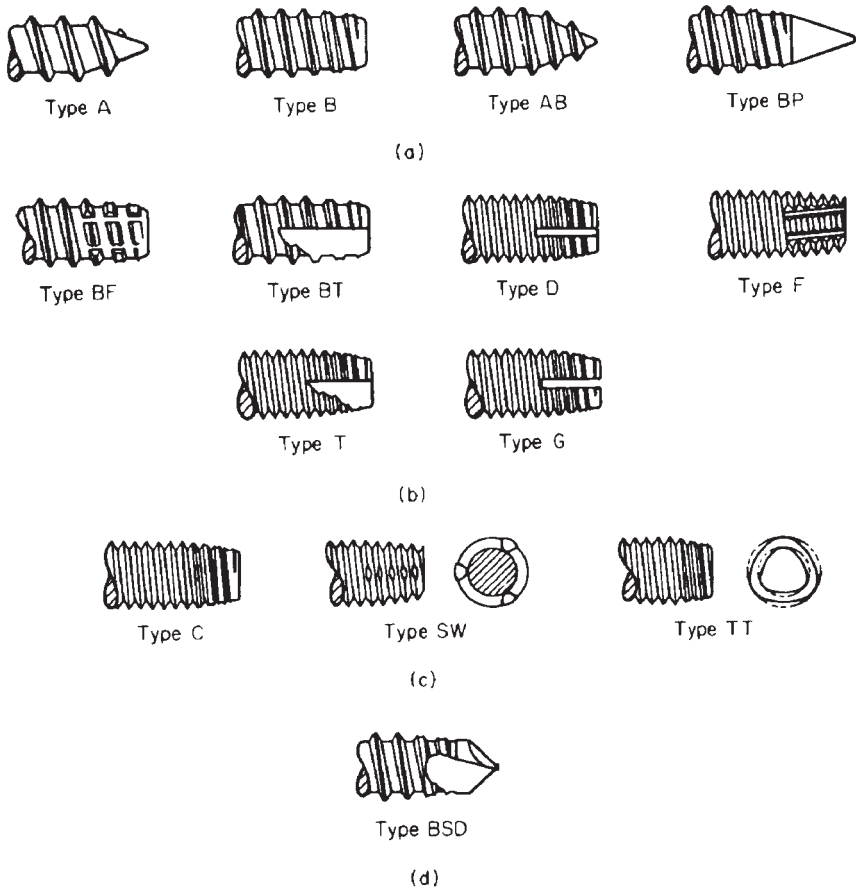 Type A Type B Type AB Type BP
(a)
Type BF Type BT Type D Type F
Type T Type G
(b)
Type C Type SW Type TT
(c)
Type BSD
(d)